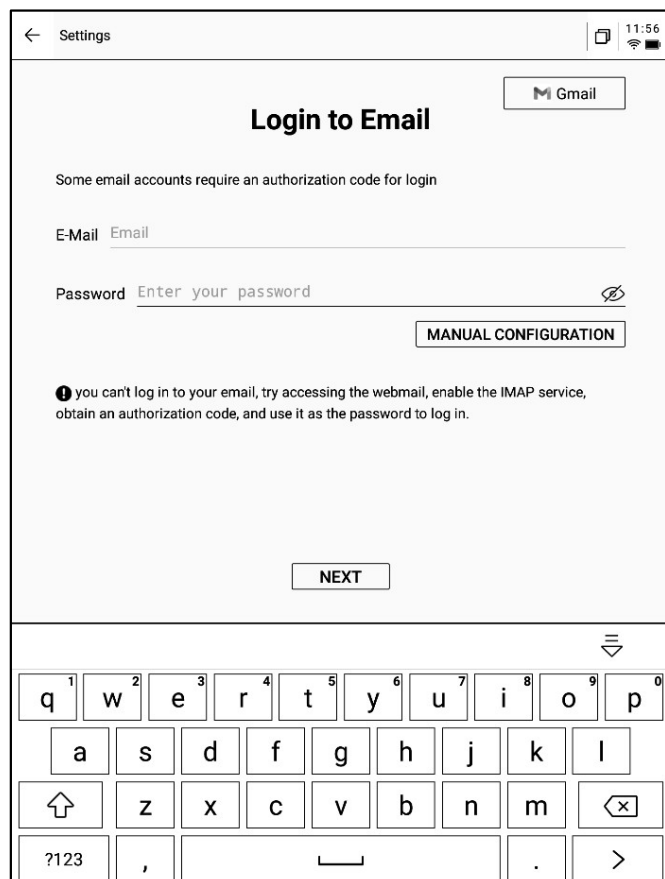 Settings
11:56
Gmail
Login to Email
Some email accounts require an authorization code for login
E-Mail Email
Password Enter your password
MANUAL CONFIGURATION
you can't log in to your email, try accessing the webmail, enable the IMAP service,
obtain an authorization code, and use it as the password to log in.
NEXT
q 1 w 2 e 3 r 4 t 5 y 6 u 7 i 8 o 9 p 0
a s d f g h j k l
z x c v b n m
?123 , . >